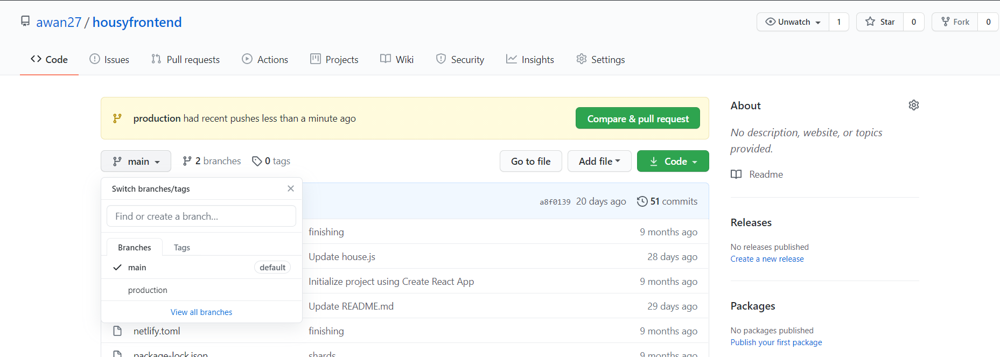 awan27 / housyfrontend
Unwatch 1 Star 0 Fork 0
Code Issues Pull requests Actions Projects Wiki Security Insights Settings
production had recent pushes less than a minute ago
Compare & pull request
main 2 branches 0 tags
Go to file Add file Code
Switch branches/tags
Find or create a branch...
Branches Tags
main default
production
View all branches
a8f0139 20 days ago 51 commits
finishing 9 months ago
Update house.js 28 days ago
Initialize project using Create React App 9 months ago
Update README.md 29 days ago
netlify.toml finishing 9 months ago
package-lock.json shards 9 months ago
About
No description, website, or topics
provided.
Readme
Releases
No releases published
Create a new release
Packages
No packages published
Publish your first package